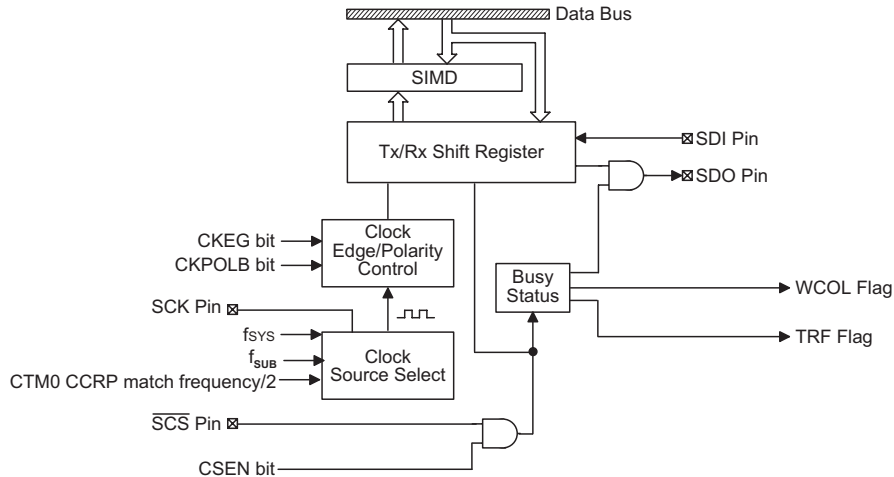 Data Bus
SIMD
Tx/Rx Shift Register
SDI Pin
SDO Pin
CKEG bit
CKPOLB bit
Clock
Edge/Polarity
Control
Busy
Status
WCOL Flag
TRF Flag
SCK Pin
fSYS
fSUB
CTM0 CCRP match frequency/2
Clock
Source Select
SCS Pin
CSEN bit